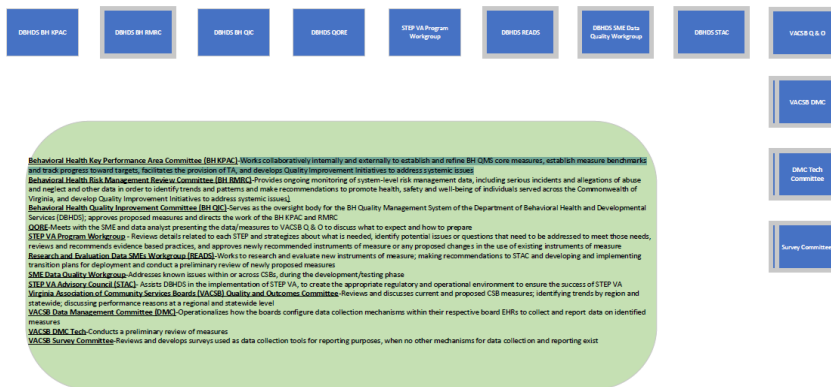 DBHDS BH KPAC
DBHDS BH RMRC
DBHDS BH QIC
DBHDS QORE
STEP VA Program
Workgroup
DBHDS READS
DBHDS SME Data
Quality Workgroup
DBHDS STAC
VACSB Q & O
VACSB DMC
DMC Tech
Committee
Survey Committee
Behavioral Health Key Performance Area Committee (BH KPAC)-Works collaboratively internally and externally to establish and refine BH QMS core measures, establish measure benchmarks
and track progress toward targets, facilitates the provision of TA, and develops Quality Improvement Initiatives to address systemic issues
Behavioral Health Risk Management Review Committee (BH RMRC)-Provides ongoing monitoring of system-level risk management data, including serious incidents and allegations of abuse
and neglect and other data in order to identify trends and patterns and make recommendations to promote health, safety and well-being of individuals served across the Commonwealth of
Virginia, and develop Quality Improvement Initiatives to address systemic issues)
Behavioral Health Quality Improvement Committee (BH QIC)-Serves as the oversight body for the BH Quality Management System of the Department of Behavioral Health and Developmental
Services (DBHDS); approves proposed measures and directs the work of the BH KPAC and RMRC
QORE-Meets with the SME and data analyst presenting the data/measures to VACSB Q & O to discuss what to expect and how to prepare
STEP VA Program Workgroup - Reviews details related to each STEP and strategizes about what is needed, identify potential issues or questions that need to be addressed to meet those needs,
reviews and recommends evidence based practices, and approves newly recommended instruments of measure or any proposed changes in the use of existing instruments of measure
Research and Evaluation Data SMEs Workgroup (READS)-Works to research and evaluate new instruments of measure; making recommendations to STAC and developing and implementing
transition plans for deployment and conduct a preliminary review of newly proposed measures
SME Data Quality Workgroup-Addresses known issues within or across CSBs, during the development/testing phase
STEP VA Advisory Council (STAC)- Assists DBHDS in the implementation of STEP VA, to create the appropriate regulatory and operational environment to ensure the success of STEP VA
Virginia Association of Community Services Boards (VACSB) Quality and Outcomes Committee-Reviews and discusses current and proposed CSB measures; identifying trends by region and
statewide; discussing performance reasons at a regional and statewide level
VACSB Data Management Committee (DMC)-Operationalizes how the boards configure data collection mechanisms within their respective board EHRs to collect and report data on identified
measures
VACSB DMC Tech-Conducts a preliminary review of measures
VACSB Survey Committee-Reviews and develops surveys used as data collection tools for reporting purposes, when no other mechanisms for data collection and reporting exist